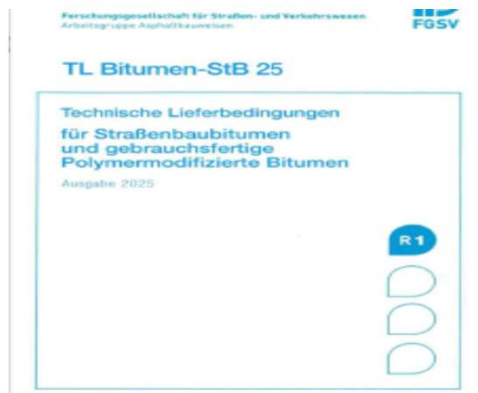 Forschungsgesellschaft für Straßen- und Verkehrswesen
Arbeitsgruppe Asphaltbauweisen
FGSV
TL Bitumen-StB 25
Technische Lieferbedingungen
für Straßenbaubitumen
und gebrauchsfertige
Polymermodifizierte Bitumen
Ausgabe 2025
R 1